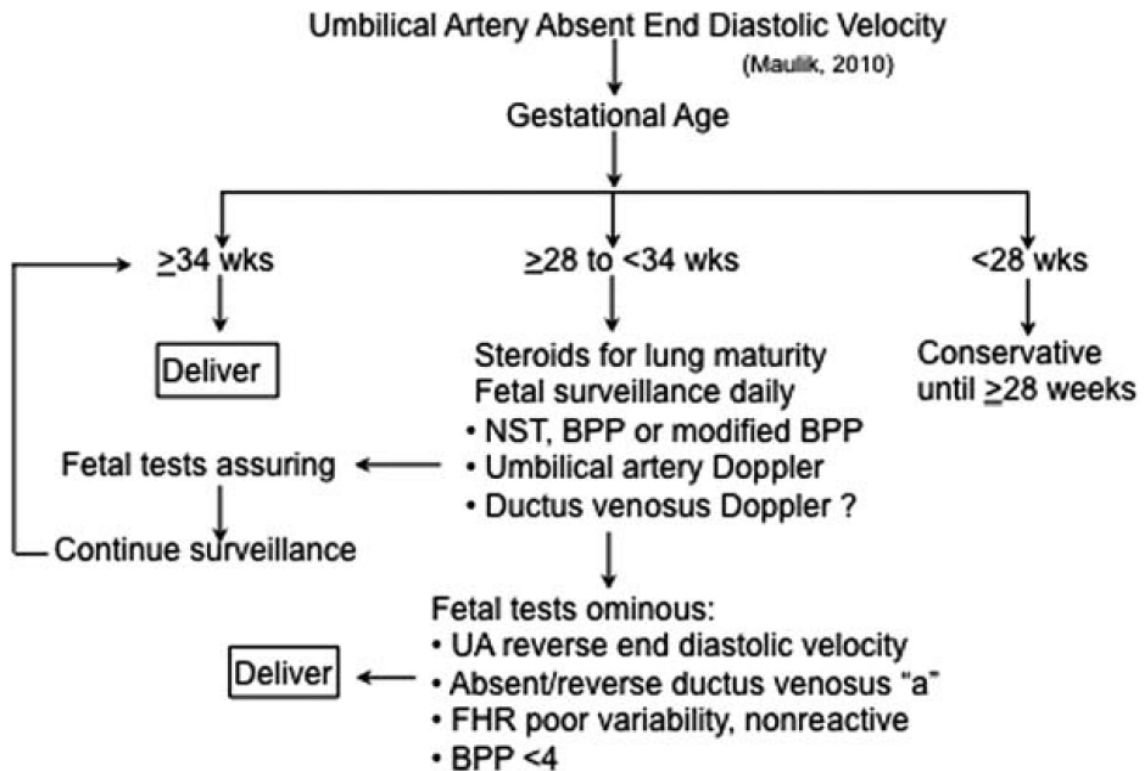 Umbilical Artery Absent End Diastolic Velocity
(Maulik, 2010)
Gestational Age
≥34 wks
≥28 to <34 wks
<28 wks
Deliver
Steroids for lung maturity
Fetal surveillance daily
• NST, BPP or modified BPP
• Umbilical artery Doppler
• Ductus venosus Doppler ?
Conservative
until ≥28 weeks
Fetal tests assuring
Continue surveillance
Fetal tests ominous:
• UA reverse end diastolic velocity
• Absent/reverse ductus venosus “a”
• FHR poor variability, nonreactive
• BPP <4
Deliver